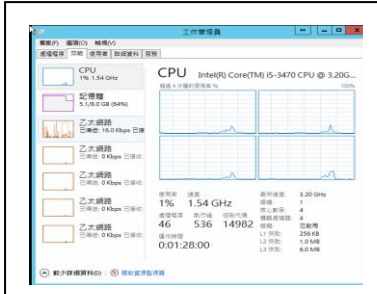 工作管理員
檔案(F) 選項(O) 檢視(V)
處理程序 效能 使用者 詳細資料 服務
CPU
1% 1.54 GHz
記憶體
5.1/8.0 GB (64%)
乙太網路
已傳送: 16.0 Kbps 已接
乙太網路
已傳送: 0 Kbps 已接收:
乙太網路
已傳送: 0 Kbps 已接收:
乙太網路
已傳送: 0 Kbps 已接收:
乙太網路
已傳送: 0 Kbps 已接收:
CPU Intel(R) Core(TM) i5-3470 CPU @ 3.20G...
100%
使用率 速度
1% 1.54 GHz
處理程序 執行緒 控制代碼
46 536 14982
運作時間
0:01:28:00
最快速度: 3.20 GHz
插槽: 1
核心數目: 4
邏輯處理器: 4
模擬: 已啟用
L1 快取: 256 KB
L2 快取: 1.0 MB
L3 快取: 6.0 MB
較少詳細資料(D) 開啟資源監視器